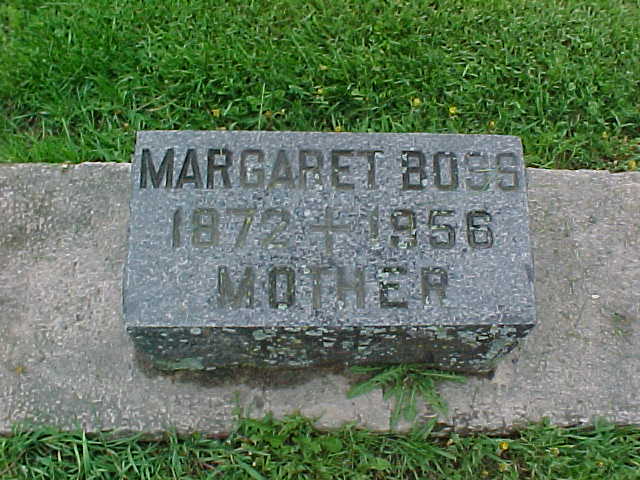 MARGARET BOSS
1872 + 1956
MOTHER